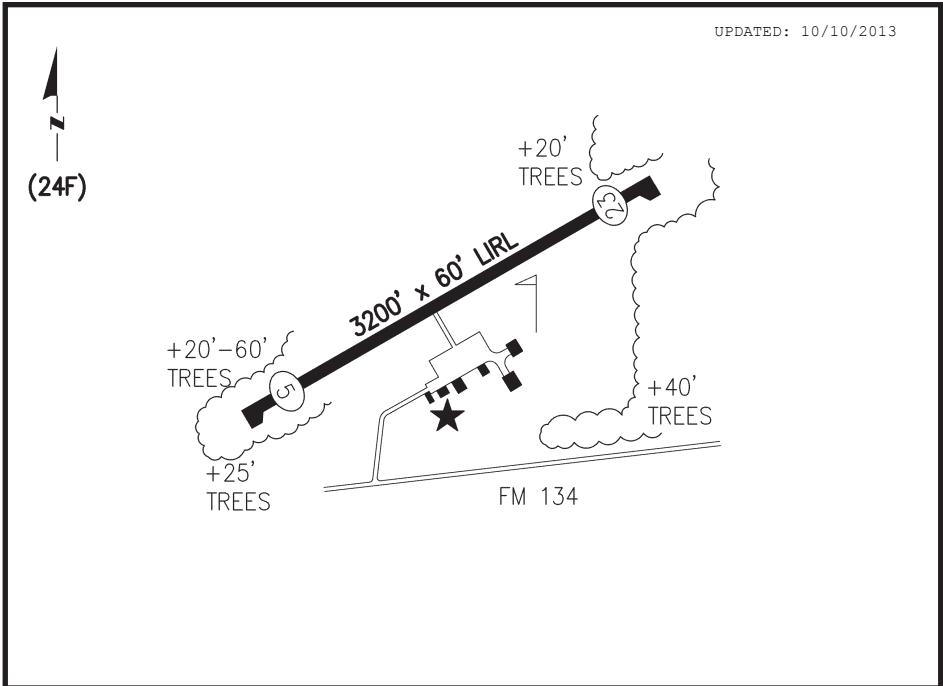 UPDATED: 10/10/2013
N
(24F)
+20'
TREES
23
3200' x 60' LIRL
+20'-60'
TREES
5
+40'
TREES
+25'
TREES
FM 134